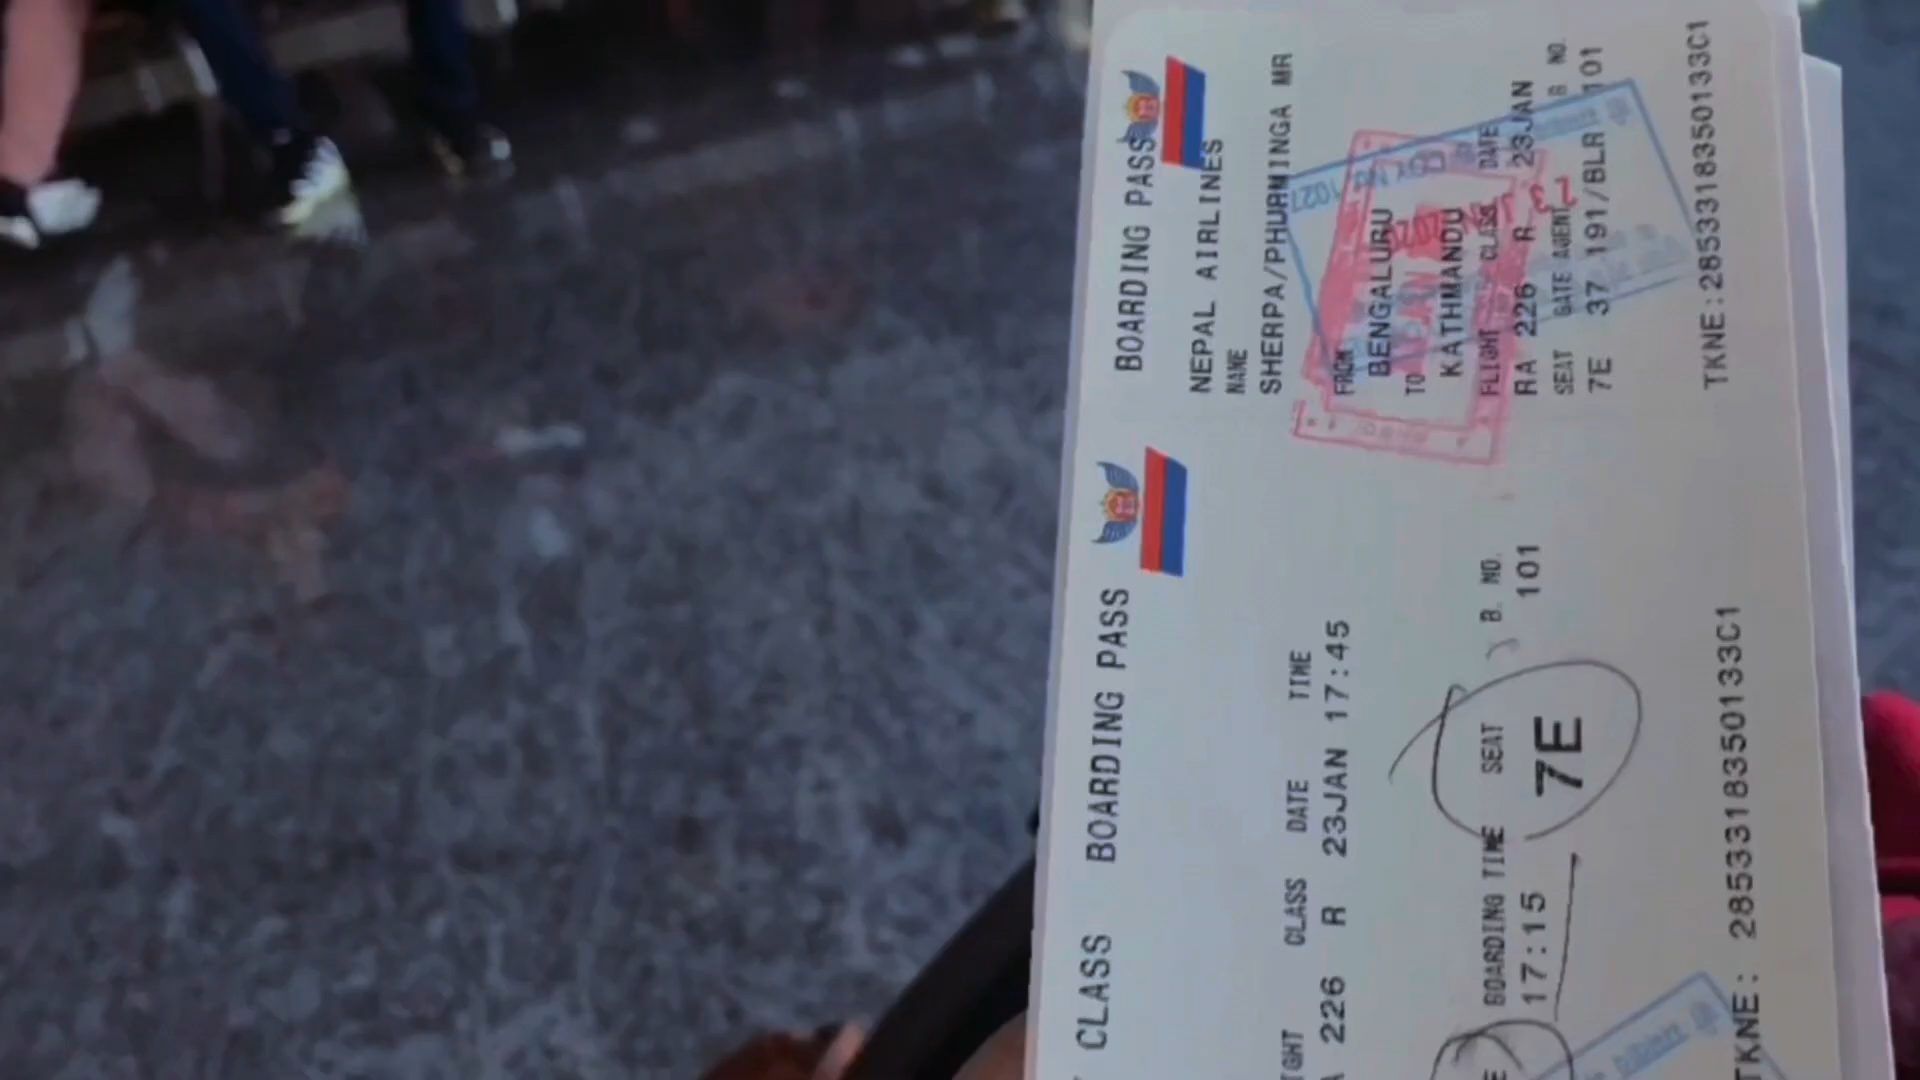 BOARDING PASS
NEPAL AIRLINES
NAME
SHERPA/PHURMINGA MR
FROM
BENGALURU
TO
KATHMANDU
FLIGHT CLASS DATE
RA 226 R 23JAN
SEAT GATE AGENT B NO.
7E 37 191/BLR 101
TKNE:2853318350133C1
CLASS BOARDING PASS
CLASS DATE TIME
226 R 23JAN 17:45
BOARDING TIME SEAT B. NO.
17:15 7E 101
TKNE: 2853318350133C1